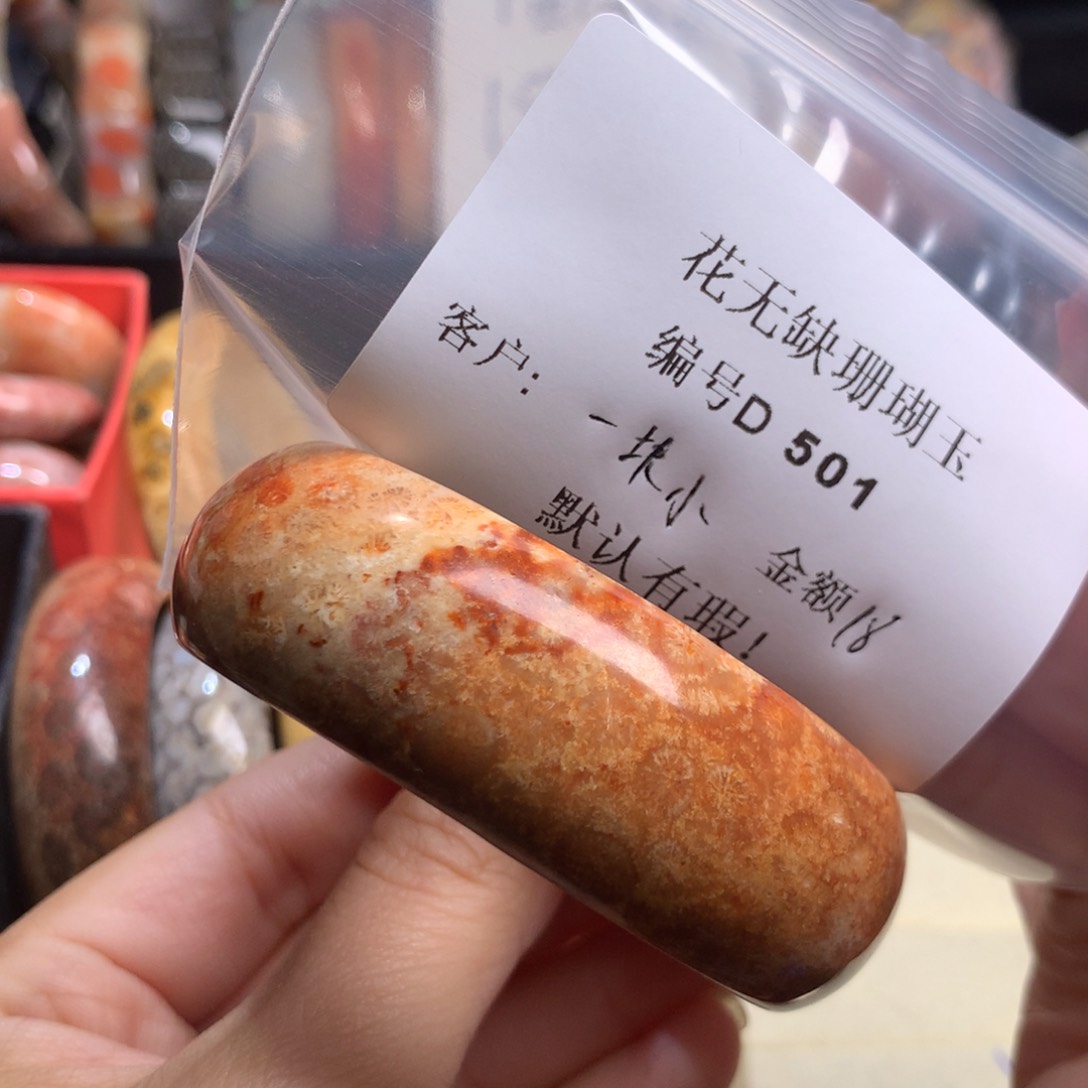 花无缺珊瑚玉
编号D 501
客户: 一块小
金额18
默认有瑕!